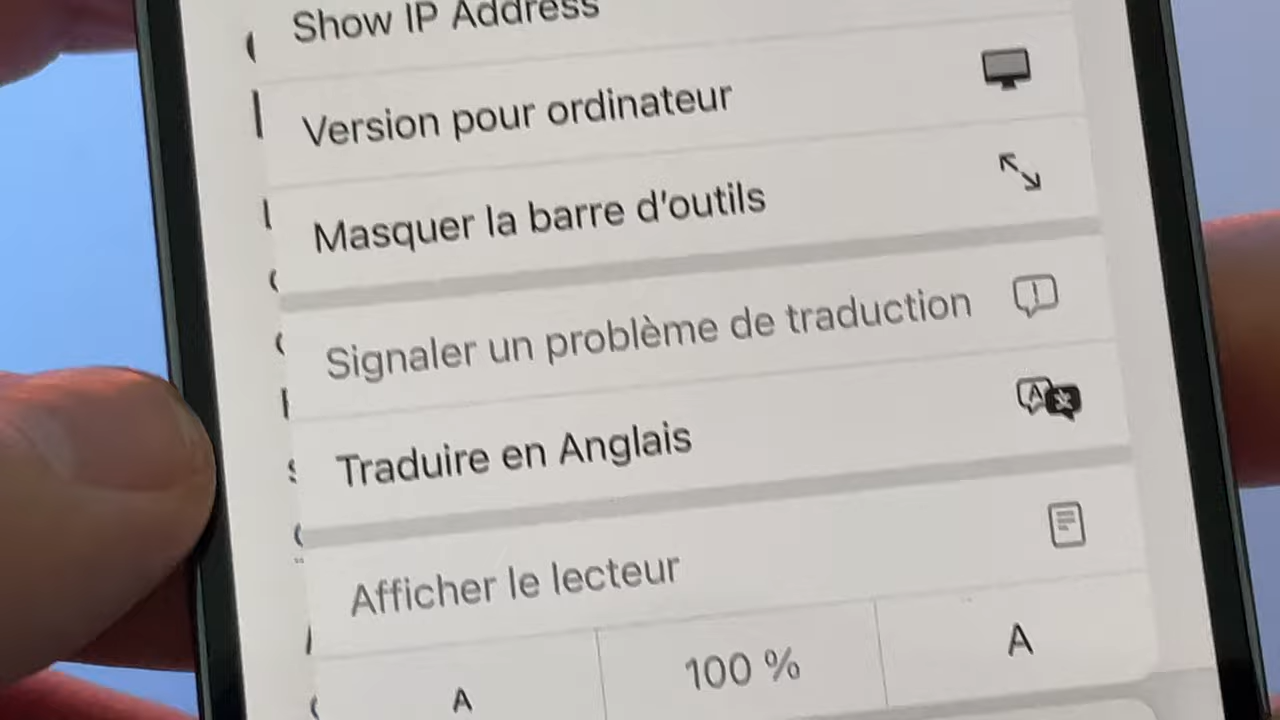 Show IP Address
Version pour ordinateur
Masquer la barre d'outils
Signaler un problème de traduction
Traduire en Anglais
Afficher le lecteur
A
100 %
A